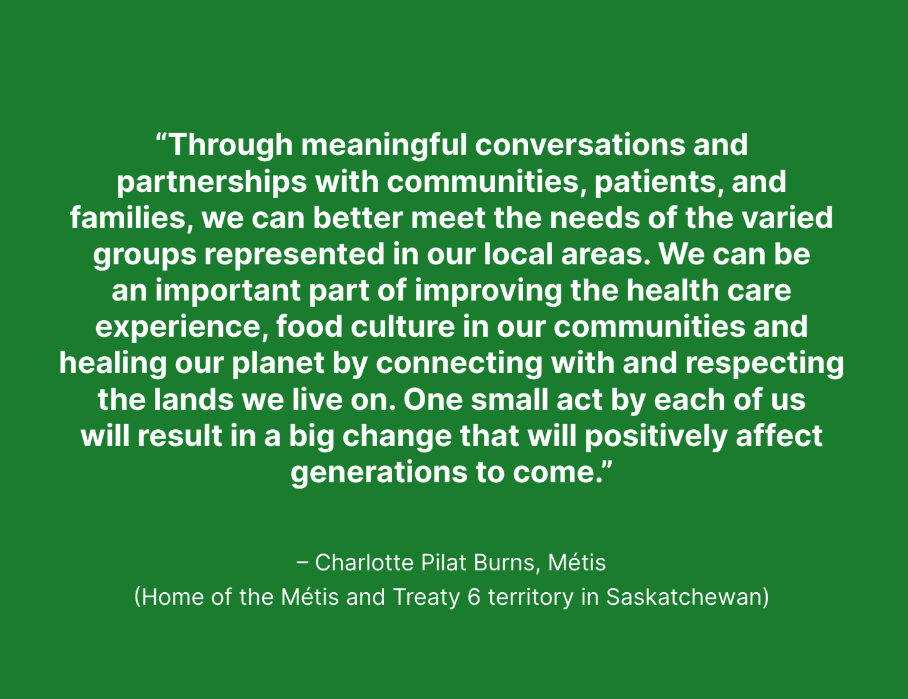 “Through meaningful conversations and
partnerships with communities, patients, and
families, we can better meet the needs of the varied
groups represented in our local areas. We can be
an important part of improving the health care
experience, food culture in our communities and
healing our planet by connecting with and respecting
the lands we live on. One small act by each of us
will result in a big change that will positively affect
generations to come.”
– Charlotte Pilat Burns, Métis
(Home of the Métis and Treaty 6 territory in Saskatchewan)